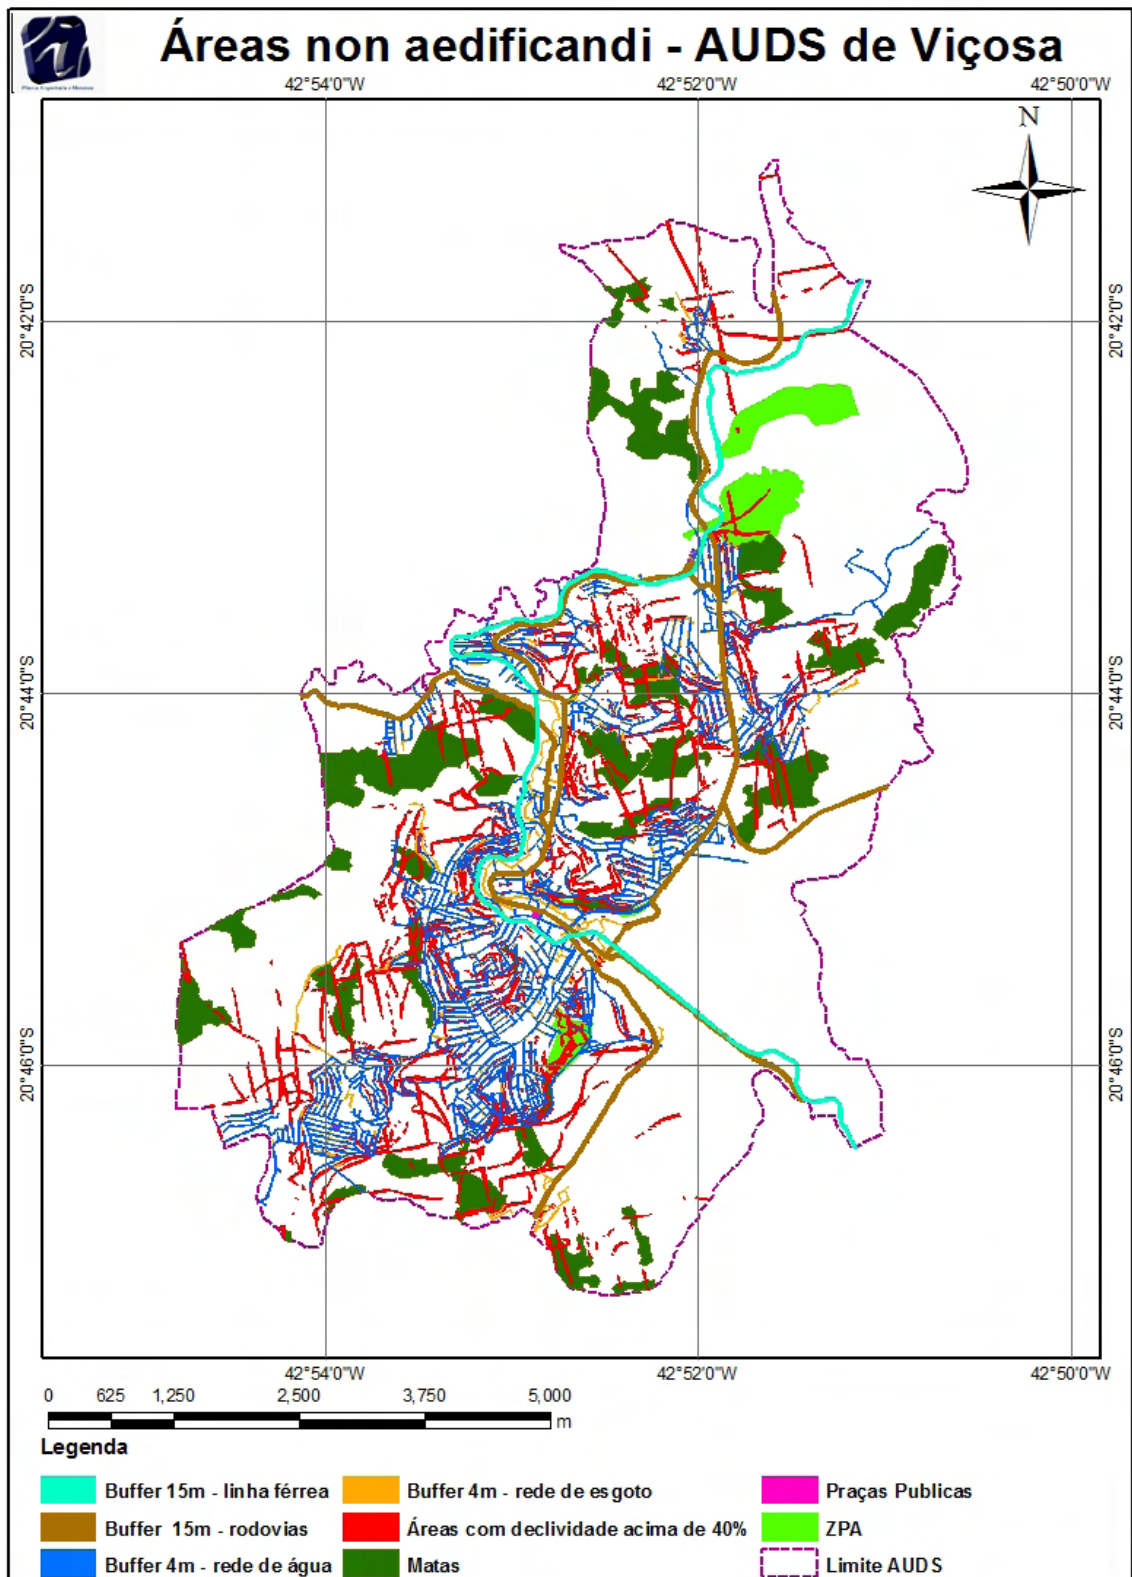 Áreas non aedificandi - AUDS de Viçosa
42°54'0"W 42°52'0"W 42°50'0"W
N
20°42'0"S 20°42'0"S
20°44'0"S 20°44'0"S
20°46'0"S 20°46'0"S
42°54'0"W 42°52'0"W 42°50'0"W
0 625 1,250 2,500 3,750 5,000
m
Legenda
Buffer 15m - linha férrea Buffer 4m - rede de esgoto Praças Publicas
Buffer 15m - rodovias Áreas com declividade acima de 40% ZPA
Buffer 4m - rede de água Matas Limite AUDS